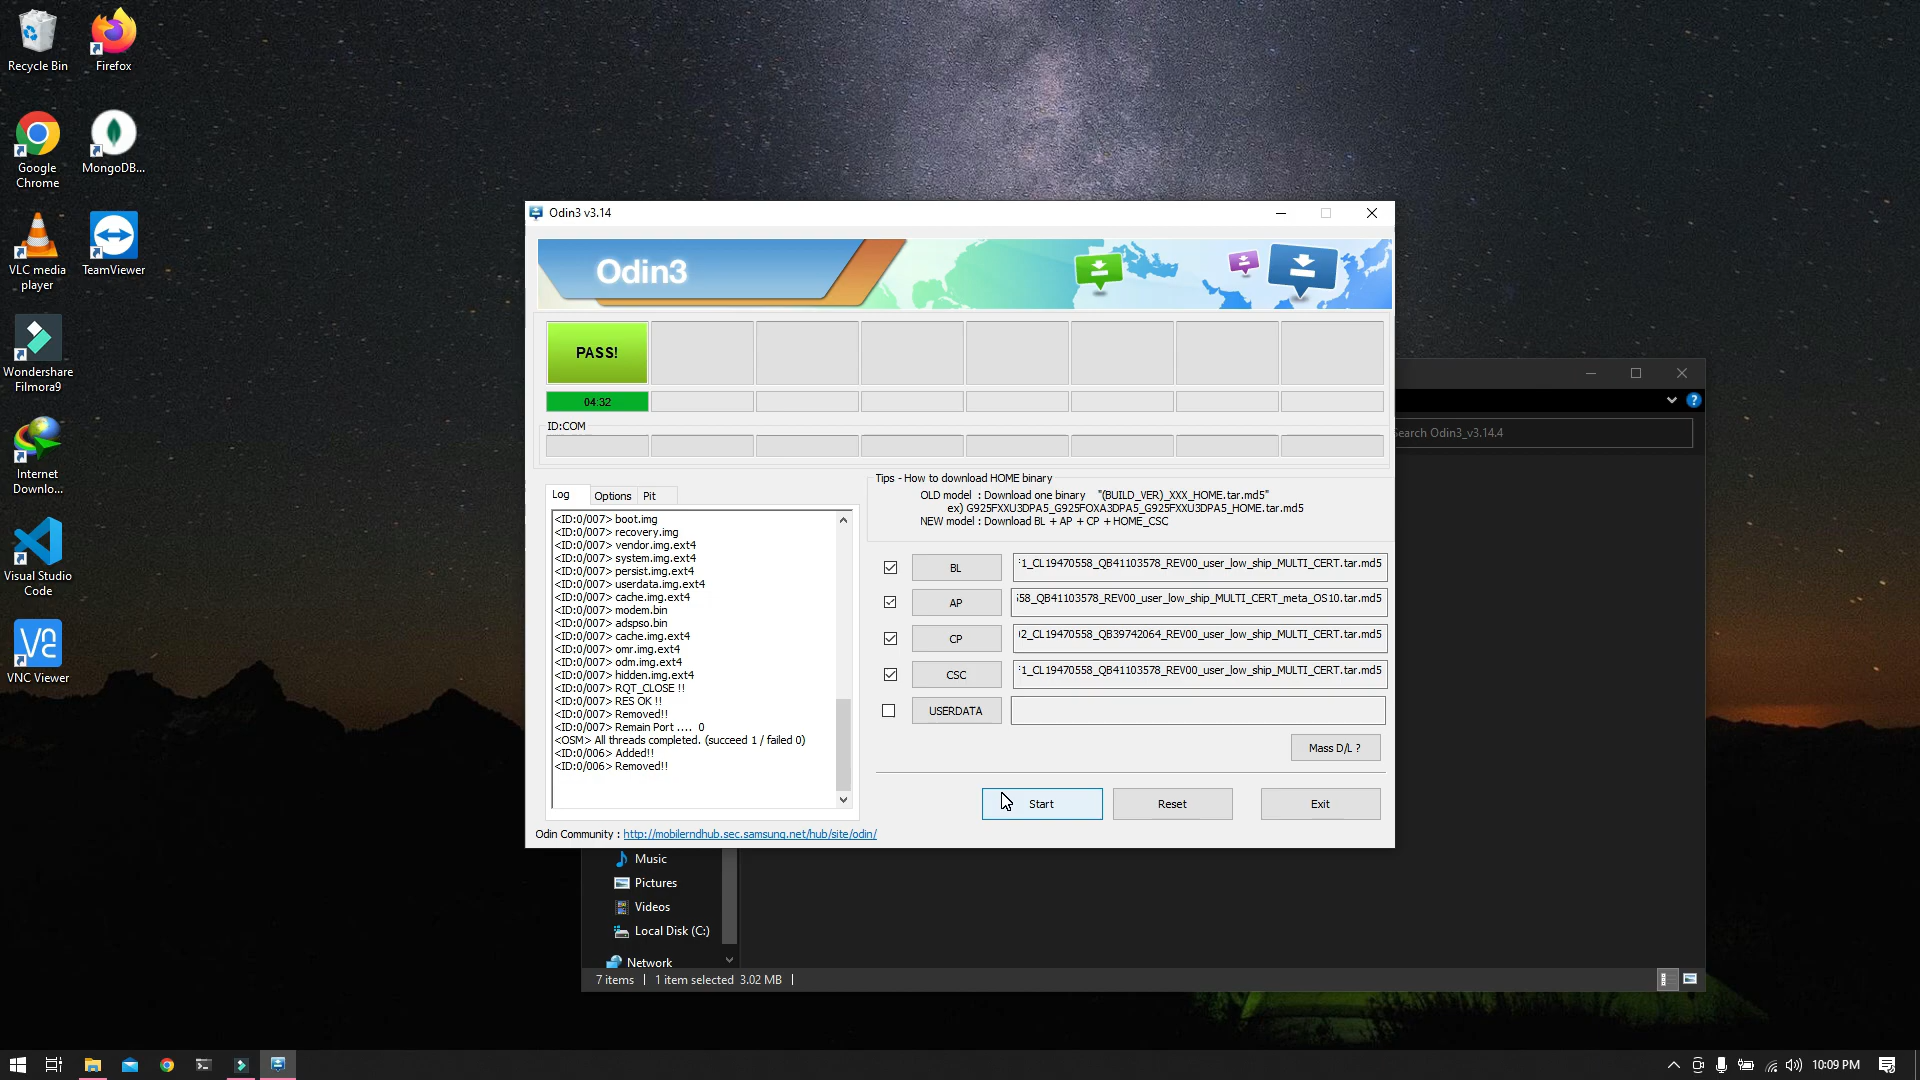 Recycle Bin
Firefox
Google
Chrome
MongoDB...
VLC media
player
TeamViewer
Wondershare
Filmora9
Internet
Downlo...
Visual Studio
Code
VNC Viewer
Odin3 v3.14
Odin3
PASS!
04:32
ID:COM
Log
Options
Pit
<ID:0/007> boot.img
<ID:0/007> recovery.img
<ID:0/007> vendor.img.ext4
<ID:0/007> system.img.ext4
<ID:0/007> persist.img.ext4
<ID:0/007> userdata.img.ext4
<ID:0/007> cache.img.ext4
<ID:0/007> modem.bin
<ID:0/007> adspso.bin
<ID:0/007> cache.img.ext4
<ID:0/007> omr.img.ext4
<ID:0/007> odm.img.ext4
<ID:0/007> hidden.img.ext4
<ID:0/007> RQT_CLOSE !!
<ID:0/007> RES OK !!
<ID:0/007> Removed!!
<ID:0/007> Remain Port .... 0
<OSM> All threads completed. (succeed 1 / failed 0)
<ID:0/006> Added!!
<ID:0/006> Removed!!
Tips - How to download HOME binary
OLD model : Download one binary "(BUILD_VER)_XXX_HOME.tar.md5"
ex) G925FXXU3DPA5_G925FOXA3DPA5_G925FXXU3DPA5_HOME.tar.md5
NEW model : Download BL + AP + CP + HOME_CSC
BL
1_CL19470558_QB41103578_REV00_user_low_ship_MULTI_CERT.tar.md5
AP
58_QB41103578_REV00_user_low_ship_MULTI_CERT_meta_OS10.tar.md5
CP
2_CL19470558_QB39742064_REV00_user_low_ship_MULTI_CERT.tar.md5
CSC
1_CL19470558_QB41103578_REV00_user_low_ship_MULTI_CERT.tar.md5
USERDATA
Mass D/L ?
Start
Reset
Exit
Odin Community : http://mobilerndhub.sec.samsung.net/hub/site/odin/
Search Odin3_v3.14.4
Music
Pictures
Videos
Local Disk (C:)
Network
7 items
1 item selected 3.02 MB
10:09 PM